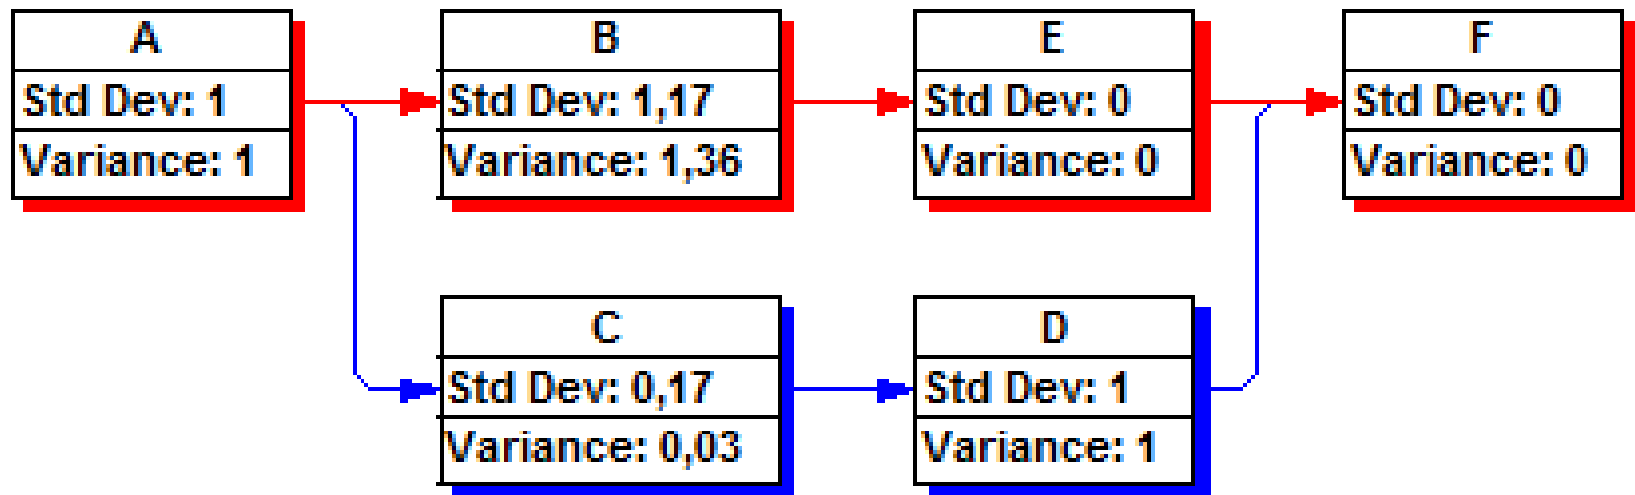 A
Std Dev: 1
Variance: 1
B
Std Dev: 1,17
Variance: 1,36
E
Std Dev: 0
Variance: 0
F
Std Dev: 0
Variance: 0
C
Std Dev: 0,17
Variance: 0,03
D
Std Dev: 1
Variance: 1